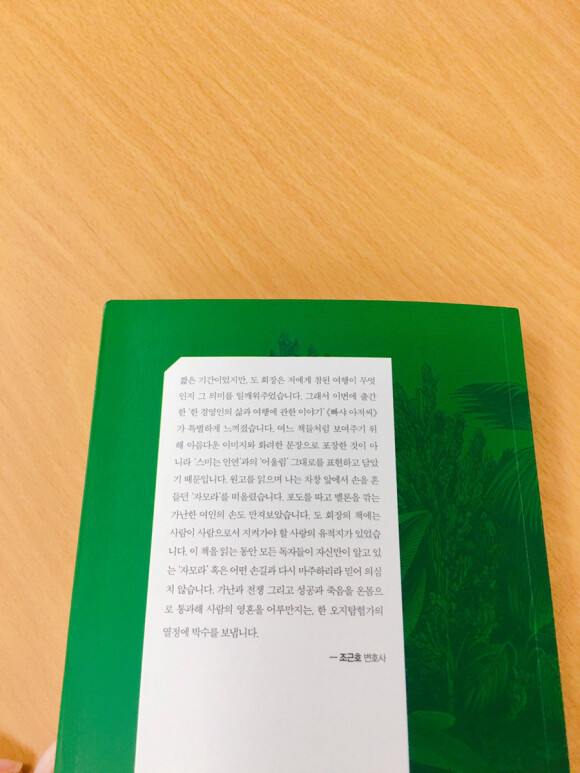 짧은 기간이었지만, 도 회장은 저에게 참된 여행이 무엇
인지 그 의미를 일깨워주었습니다. 그래서 이번에 출간
한 '한 경영인의 삶과 여행에 관한 이야기' 《빠샤 아저씨》
가 특별하게 느껴졌습니다. 여느 책들처럼 보여주기 위
해 아름다운 이미지와 화려한 문장으로 포장한 것이 아
니라 '스미는 인연'과의 '어울림' 그대로를 표현하고 담았
기 때문입니다. 원고를 읽으며 나는 차창 앞에서 손을 흔
들던 '자모라'를 떠올렸습니다. 포도를 따고 멜론을 깎는
가난한 여인의 손도 만져보았습니다. 도 회장의 책에는
사람이 사람으로서 지켜가야 할 사랑의 유적지가 있었습
니다. 이 책을 읽는 동안 모든 독자들이 자신만이 알고 있
는 '자모라' 혹은 어떤 손길과 다시 마주하리라 믿어 의심
치 않습니다. 가난과 전쟁 그리고 성공과 죽음을 온몸으
로 통과해 사람의 영혼을 어루만지는, 한 오지탐험가의
열정에 박수를 보냅니다.
― 조근호 변호사